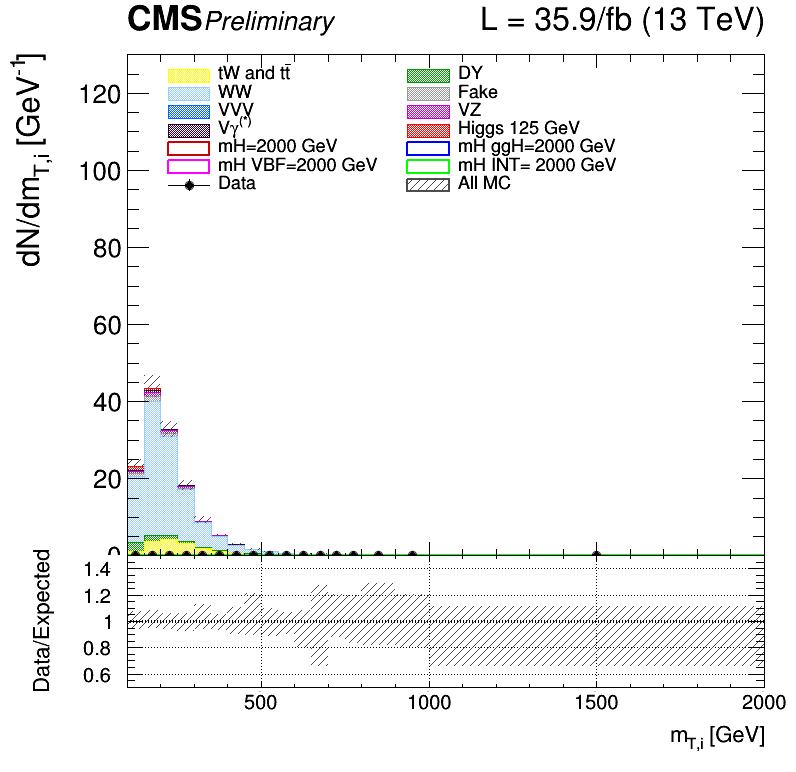 CMS Preliminary L = 35.9/fb (13 TeV)
dN/dm_T,i [GeV⁻¹]
tW and tt̄ DY
WW Fake
VVV VZ
Vγ(*) Higgs 125 GeV
mH=2000 GeV mH ggH=2000 GeV
mH VBF=2000 GeV mH INT= 2000 GeV
Data All MC
120
100
80
60
40
20
0
Data/Expected
1.4
1.2
1
0.8
0.6
500 1000 1500 2000
m_T,i [GeV]